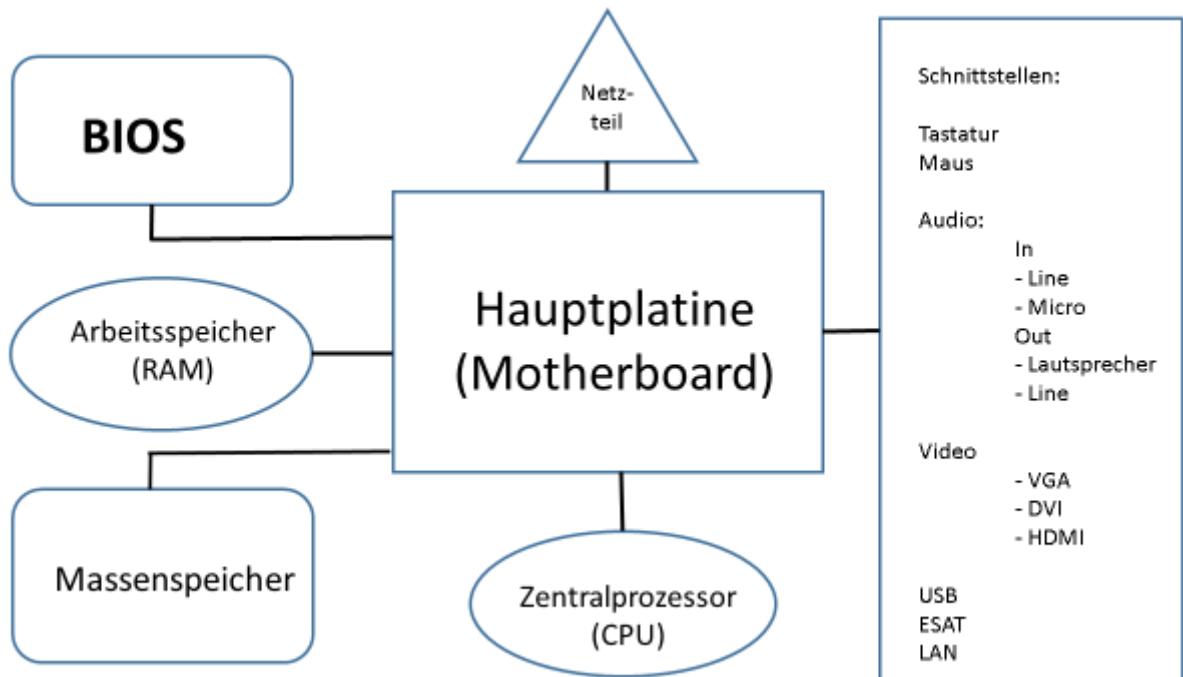 BIOS
Netz-
teil
Arbeitsspeicher
(RAM)
Hauptplatine
(Motherboard)
Massenspeicher
Zentralprozessor
(CPU)
Schnittstellen:
Tastatur
Maus
Audio:
In
- Line
- Micro
Out
- Lautsprecher
- Line
Video
- VGA
- DVI
- HDMI
USB
ESAT
LAN